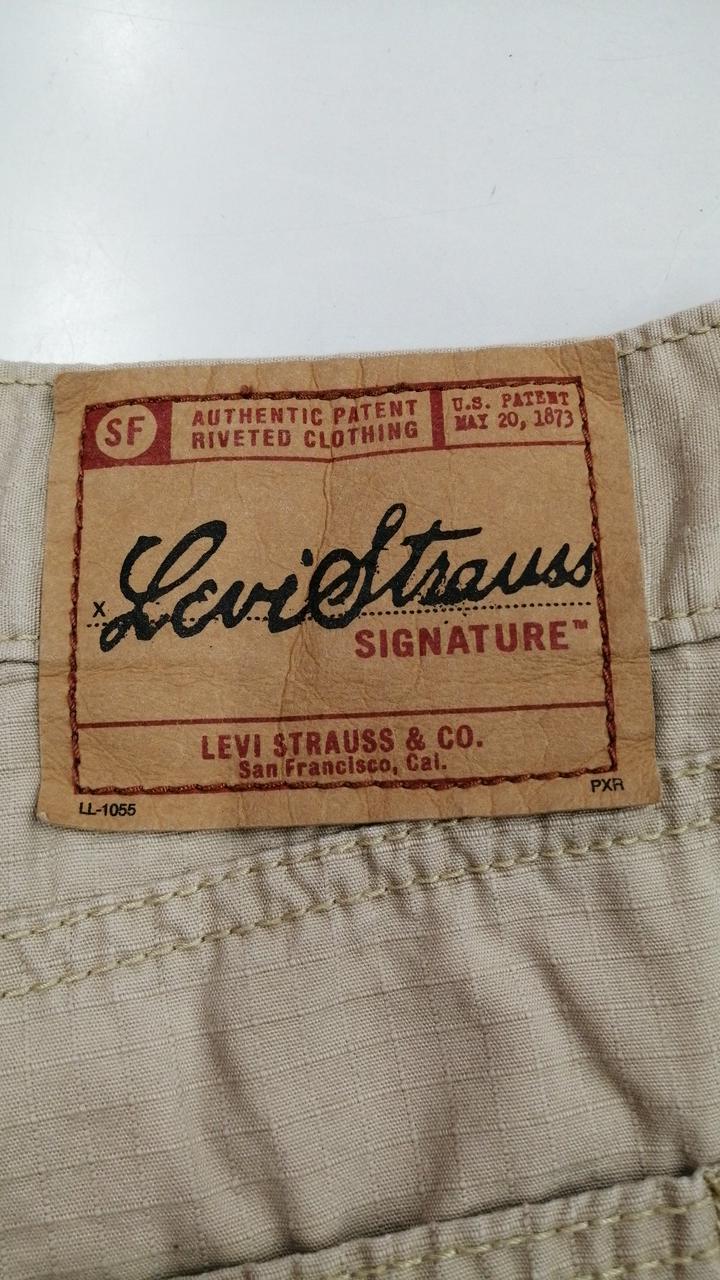 SF
AUTHENTIC PATENT
RIVETED CLOTHING
U.S. PATENT
MAY 20, 1873
Levi Strauss
X
SIGNATURE™
LEVI STRAUSS & CO.
San Francisco, Cal.
LL-1055
PXR